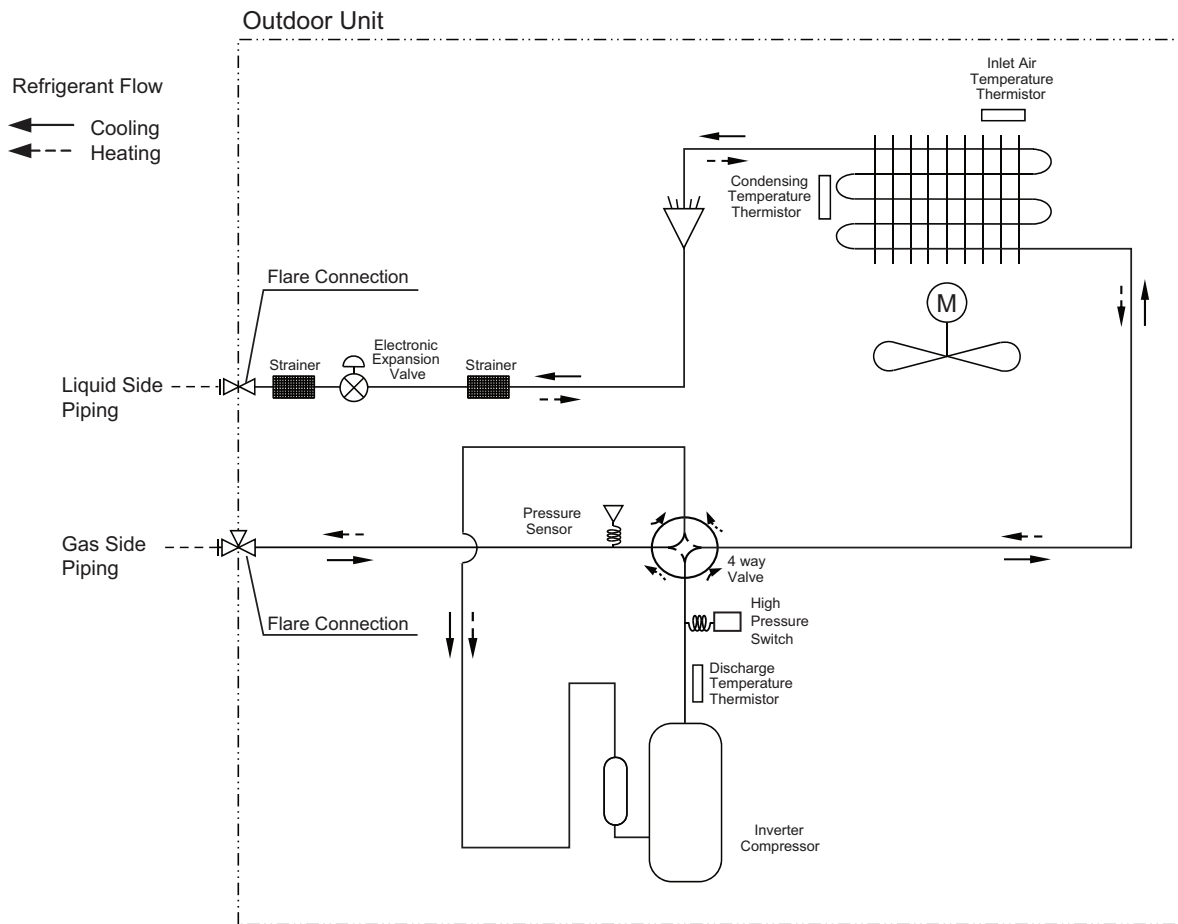 Outdoor Unit
Refrigerant Flow
Cooling
Heating
Inlet Air
Temperature
Thermistor
Condensing
Temperature
Thermistor
M
Flare Connection
Strainer
Electronic
Expansion
Valve
Strainer
Liquid Side
Piping
Pressure
Sensor
4 way
Valve
Gas Side
Piping
Flare Connection
High
Pressure
Switch
Discharge
Temperature
Thermistor
Inverter
Compressor